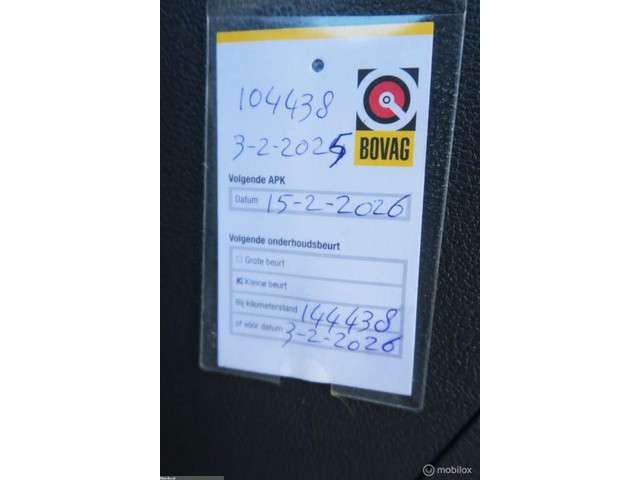 104438
3-2-2025
BOVAG
Volgende APK
Datum 15-2-2026
Volgende onderhoudsbeurt
Grote beurt
Kleine beurt
Bij kilometerstand 144438
of vóór datum 3-2-2026
mobilox